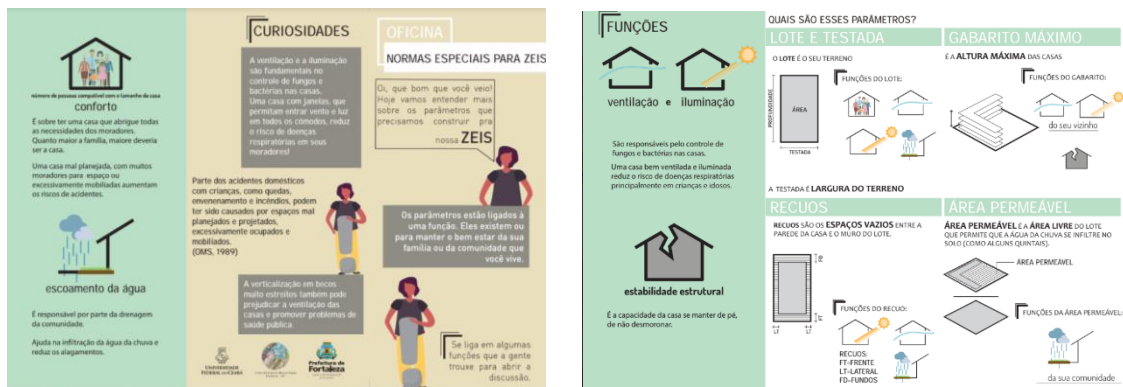 número de pessoas compatível com o tamanho da casa
conforto
É sobre ter uma casa que abrigue todas
as necessidades dos moradores.
Quanto maior a família, maiore deveria
ser a casa.
Uma casa mal planejada, com muitos
moradores para espaço ou
excessivamente mobiliadas aumentam
os riscos de acidentes.
escoamento da água
É responsável por parte da drenagem
da comunidade.
Ajuda na infiltração da água da chuva e
reduz os alagamentos.
CURIOSIDADES
A ventilação e a iluminação
são fundamentais no
controle de fungos e
bactérias nas casas.
Uma casa com janelas, que
permitam entrar vento e luz
em todos os cômodos, reduz
o risco de doenças
respiratórias em seus
moradores!
Parte dos acidentes domésticos
com crianças, como quedas,
envenenamento e incêndios, podem
ter sido causados por espaços mal
planejados e projetados,
excessivamente ocupados e
mobiliados.
(OMS, 1989)
A verticalização em becos
muito estreitos também pode
prejudicar a ventilação das
casas e promover problemas de
saúde pública.
UNIVERSIDADE
FEDERAL DO CEARÁ
Prefeitura de
Fortaleza
OFICINA
NORMAS ESPECIAIS PARA ZEIS
Oi, que bom que você veio!
Hoje vamos entender mais
sobre os parâmetros que
precisamos construir pra
nossa ZEIS
Os parâmetros estão ligados à
uma função. Eles existem ou
para manter o bem estar da sua
família ou da comunidade que
você vive.
Se liga em algumas
funções que a gente
trouxe para abrir a
discussão.
FUNÇÕES
ventilação e iluminação
São responsáveis pelo controle de
fungos e bactérias nas casas.
Uma casa bem ventilada e iluminada
reduz o risco de doenças respiratórias
principalmente em crianças e idosos.
estabilidade estrutural
É a capacidade da casa se manter de pé,
de não desmoronar.
QUAIS SÃO ESSES PARÂMETROS?
LOTE E TESTADA
O LOTE É O SEU TERRENO
PROFUNDIDADE
ÁREA
TESTADA
FUNÇÕES DO LOTE:
A TESTADA É LARGURA DO TERRENO
GABARITO MÁXIMO
É A ALTURA MÁXIMA DAS CASAS
FUNÇÕES DO GABARITO:
do seu vizinho
RECUOS
RECUOS SÃO OS ESPAÇOS VAZIOS ENTRE A
PAREDE DA CASA E O MURO DO LOTE.
FD
FT
LT
LT
FUNÇÕES DO RECUO:
RECUOS:
FT-FRENTE
LT-LATERAL
FD-FUNDOS
ÁREA PERMEÁVEL
ÁREA PERMEÁVEL É A ÁREA LIVRE DO LOTE
QUE PERMITE QUE A ÁGUA DA CHUVA SE INFILTRE NO
SOLO (COMO ALGUNS QUINTAIS).
ÁREA PERMEÁVEL
FUNÇÕES DA ÁREA PERMEÁVEL:
da sua comunidade